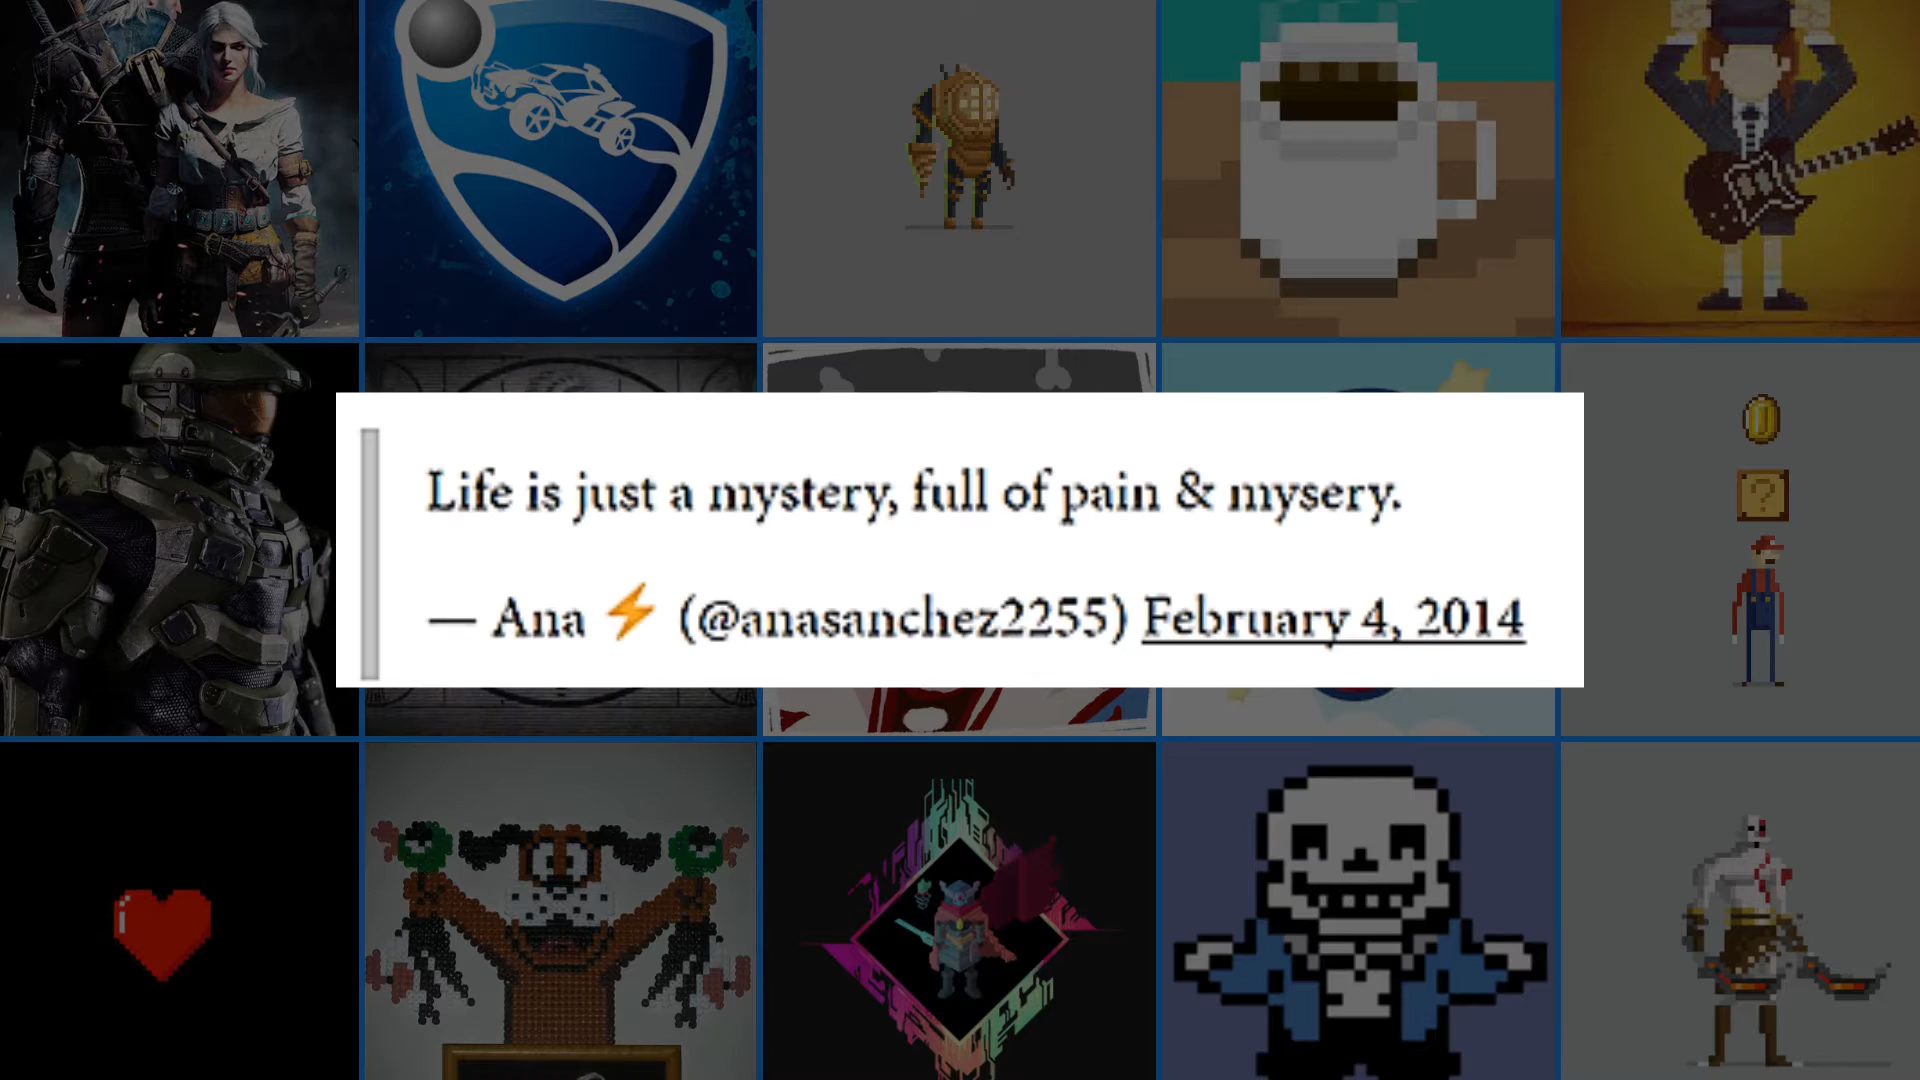 Life is just a mystery, full of pain & mysery.
— Ana ⚡ (@anasanchez2255) February 4, 2014